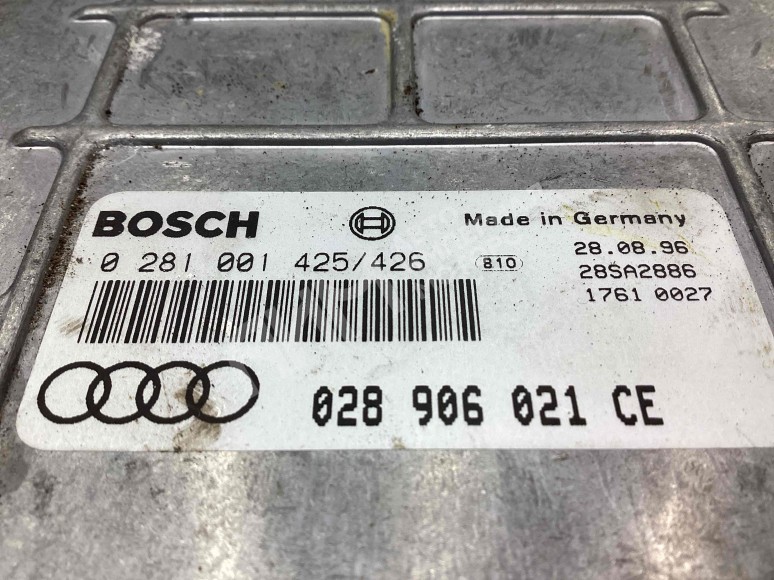 BOSCH
Made in Germany
0 281 001 425/426
810
28.08.96
28SA2886
1761 0027
028 906 021 CE